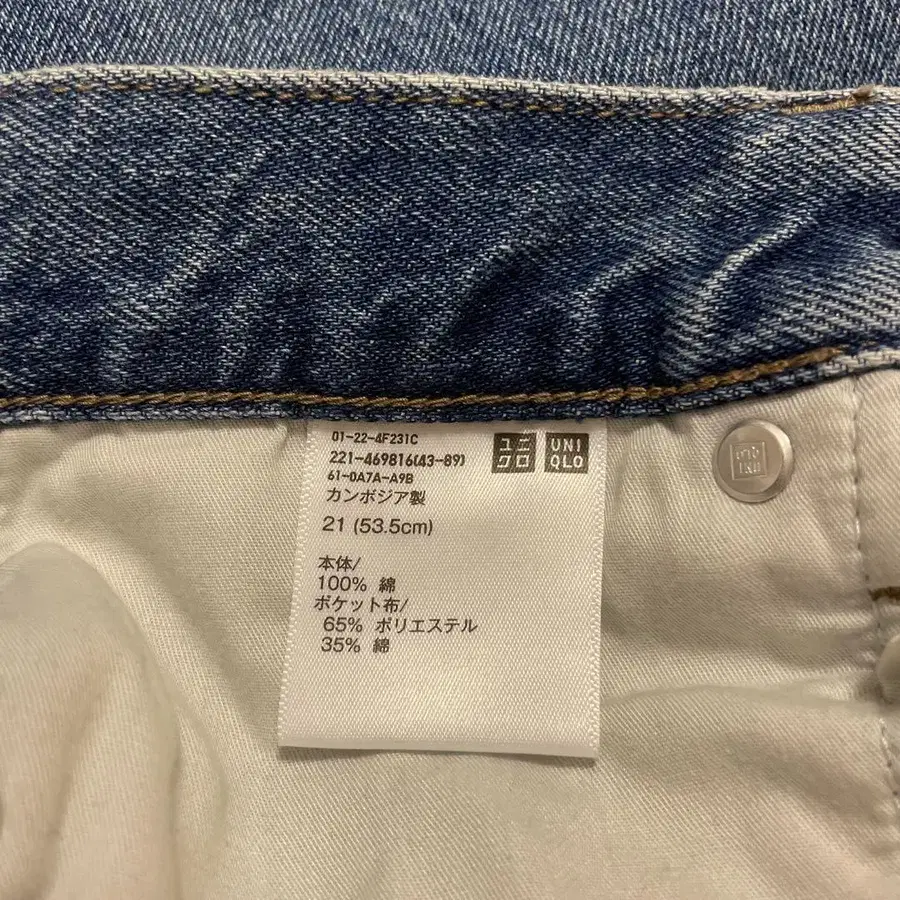 01-22-4F231C
221-469816(43-89)
61-0A7A-A9B
カンボジア製
ユニ
クロ
UNI
QLO
21 (53.5cm)
本体/
100% 綿
ポケット布/
65% ポリエステル
35% 綿